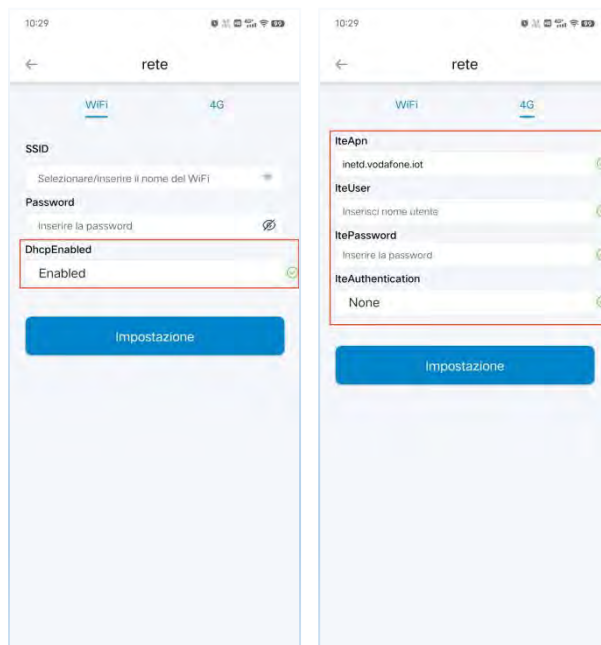 10:29
rete
WiFi 4G
SSID
Selezionare/inserire il nome del WiFi
Password
Inserire la password
DhcpEnabled
Enabled
Impostazione
10:29
rete
WiFi 4G
lteApn
inetd.vodafone.iot
lteUser
Inserisci nome utente
ltePassword
Inserire la password
lteAuthentication
None
Impostazione